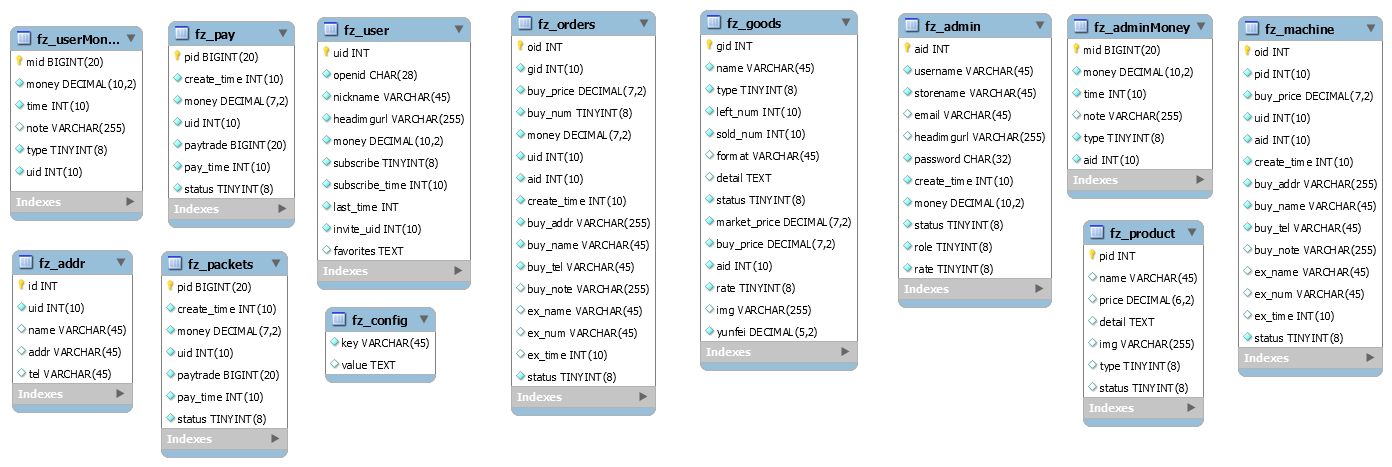 fz_userMon...
mid BIGINT(20)
money DECIMAL(10,2)
time INT(10)
note VARCHAR(255)
type TINYINT(8)
uid INT(10)
Indexes
fz_pay
pid BIGINT(20)
create_time INT(10)
money DECIMAL(7,2)
uid INT(10)
paytrade BIGINT(20)
pay_time INT(10)
status TINYINT(8)
Indexes
fz_user
uid INT
openid CHAR(28)
nickname VARCHAR(45)
headimgurl VARCHAR(255)
money DECIMAL(10,2)
subscribe TINYINT(8)
subscribe_time INT(10)
last_time INT
invite_uid INT(10)
favorites TEXT
Indexes
fz_orders
oid INT
gid INT(10)
buy_price DECIMAL(7,2)
buy_num TINYINT(8)
money DECIMAL(7,2)
uid INT(10)
aid INT(10)
create_time INT(10)
buy_addr VARCHAR(255)
buy_name VARCHAR(45)
buy_tel VARCHAR(45)
buy_note VARCHAR(255)
ex_name VARCHAR(45)
ex_num VARCHAR(45)
ex_time INT(10)
status TINYINT(8)
Indexes
fz_goods
gid INT
name VARCHAR(45)
type TINYINT(8)
left_num INT(10)
sold_num INT(10)
format VARCHAR(45)
detail TEXT
status TINYINT(8)
market_price DECIMAL(7,2)
buy_price DECIMAL(7,2)
aid INT(10)
rate TINYINT(8)
img VARCHAR(255)
yunfei DECIMAL(5,2)
Indexes
fz_admin
aid INT
username VARCHAR(45)
storename VARCHAR(45)
email VARCHAR(45)
headimgurl VARCHAR(255)
password CHAR(32)
create_time INT(10)
money DECIMAL(10,2)
status TINYINT(8)
role TINYINT(8)
rate TINYINT(8)
Indexes
fz_adminMoney
mid BIGINT(20)
money DECIMAL(10,2)
time INT(10)
note VARCHAR(255)
type TINYINT(8)
aid INT(10)
Indexes
fz_machine
oid INT
pid INT(10)
buy_price DECIMAL(7,2)
uid INT(10)
aid INT(10)
create_time INT(10)
buy_addr VARCHAR(255)
buy_name VARCHAR(45)
buy_tel VARCHAR(45)
buy_note VARCHAR(255)
ex_name VARCHAR(45)
ex_num VARCHAR(45)
ex_time INT(10)
status TINYINT(8)
Indexes
fz_addr
id INT
uid INT(10)
name VARCHAR(45)
addr VARCHAR(45)
tel VARCHAR(45)
Indexes
fz_packets
pid BIGINT(20)
create_time INT(10)
money DECIMAL(7,2)
uid INT(10)
paytrade BIGINT(20)
pay_time INT(10)
status TINYINT(8)
Indexes
fz_config
key VARCHAR(45)
value TEXT
fz_product
pid INT
name VARCHAR(45)
price DECIMAL(6,2)
detail TEXT
img VARCHAR(255)
type TINYINT(8)
status TINYINT(8)
Indexes